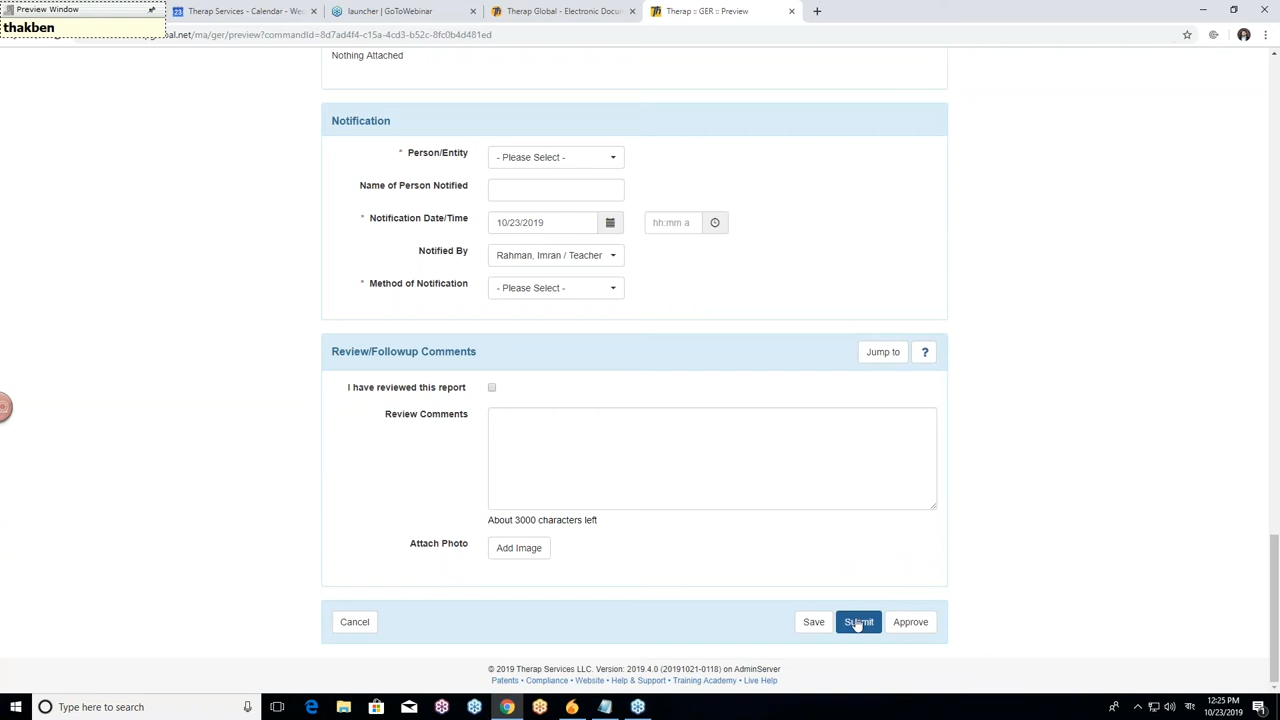 Preview Window
thakben
Therap Services - Calendar - Wedn
launcher | GoToWebinar
Therap Global - Electronic Docum
Therap :: GER :: Preview
global.net/ma/ger/preview?commandId=8d7ad4f4-c15a-4cd3-b52c-8fc0b4d481ed
Nothing Attached
Notification
* Person/Entity
- Please Select -
Name of Person Notified
* Notification Date/Time
10/23/2019
hh:mm a
Notified By
Rahman, Imran / Teacher
* Method of Notification
- Please Select -
Review/Followup Comments
Jump to
?
I have reviewed this report
Review Comments
About 3000 characters left
Attach Photo
Add Image
Cancel
Save
Submit
Approve
© 2019 Therap Services LLC. Version: 2019.4.0 (20191021-0118) on AdminServer
Patents • Compliance • Website • Help & Support • Training Academy • Live Help
Type here to search
12:25 PM
10/23/2019